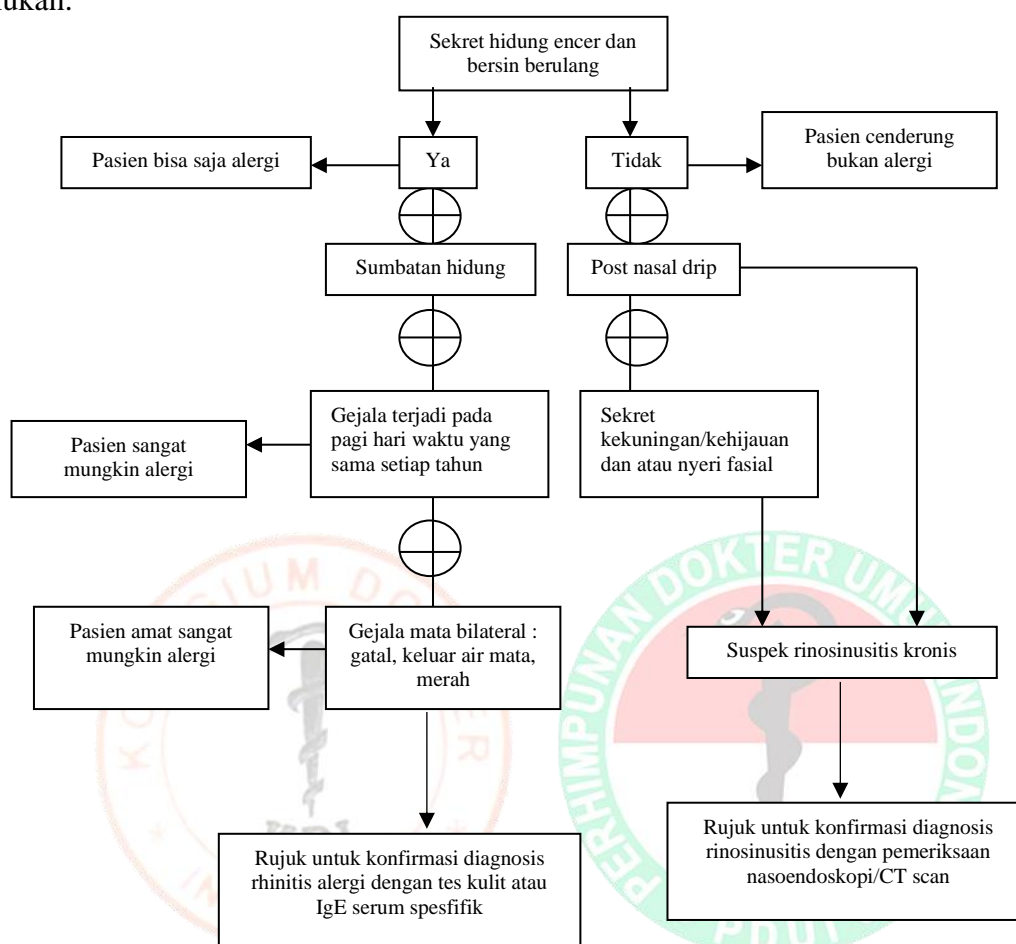 ukan.
Sekret hidung encer dan
bersin berulang
Pasien bisa saja alergi
Ya
Tidak
Pasien cenderung
bukan alergi
Sumbatan hidung
Post nasal drip
Gejala terjadi pada
pagi hari waktu yang
sama setiap tahun
Pasien sangat
mungkin alergi
Sekret
kekuningan/kehijauan
dan atau nyeri fasial
Pasien amat sangat
mungkin alergi
Gejala mata bilateral :
gatal, keluar air mata,
merah
Suspek rinosinusitis kronis
Rujuk untuk konfirmasi diagnosis
rhinitis alergi dengan tes kulit atau
IgE serum spesfifik
Rujuk untuk konfirmasi diagnosis
rinosinusitis dengan pemeriksaan
nasoendoskopi/CT scan
PERHIMPUNAN DOKTER
PDUI